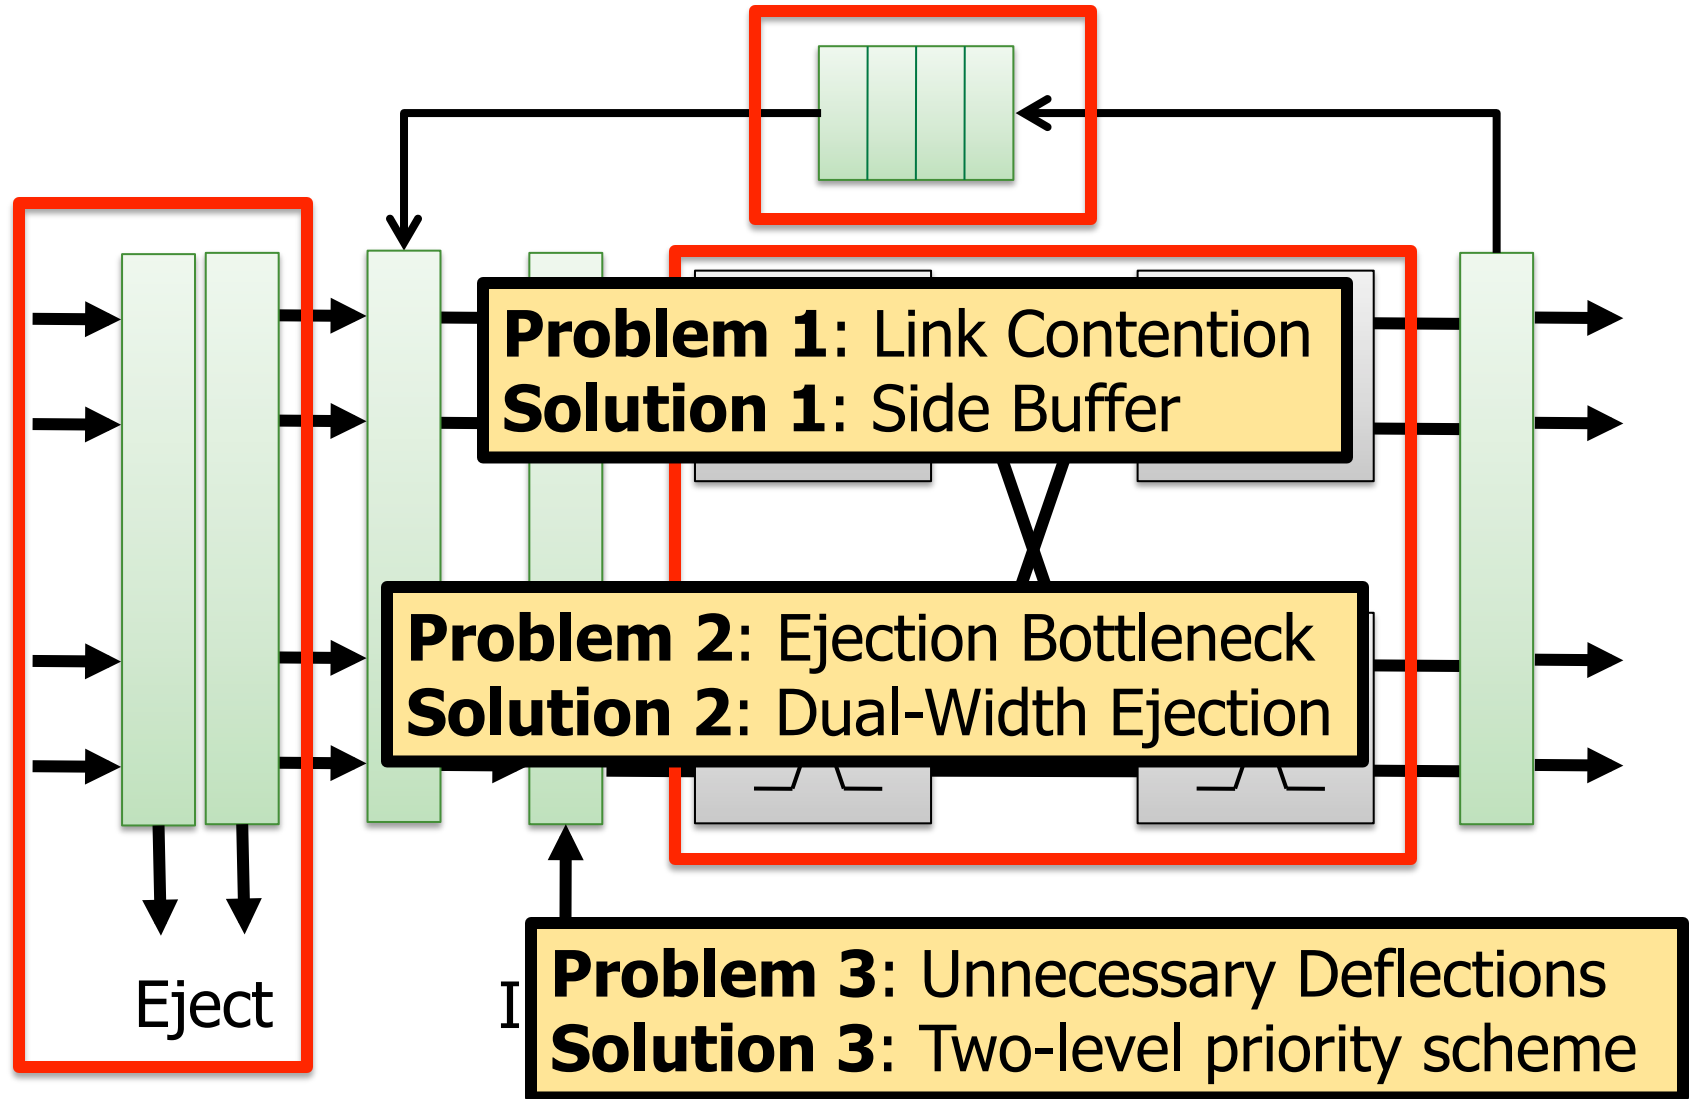 Problem 1: Link Contention
Solution 1: Side Buffer
Problem 2: Ejection Bottleneck
Solution 2: Dual-Width Ejection
Eject
I
Problem 3: Unnecessary Deflections
Solution 3: Two-level priority scheme